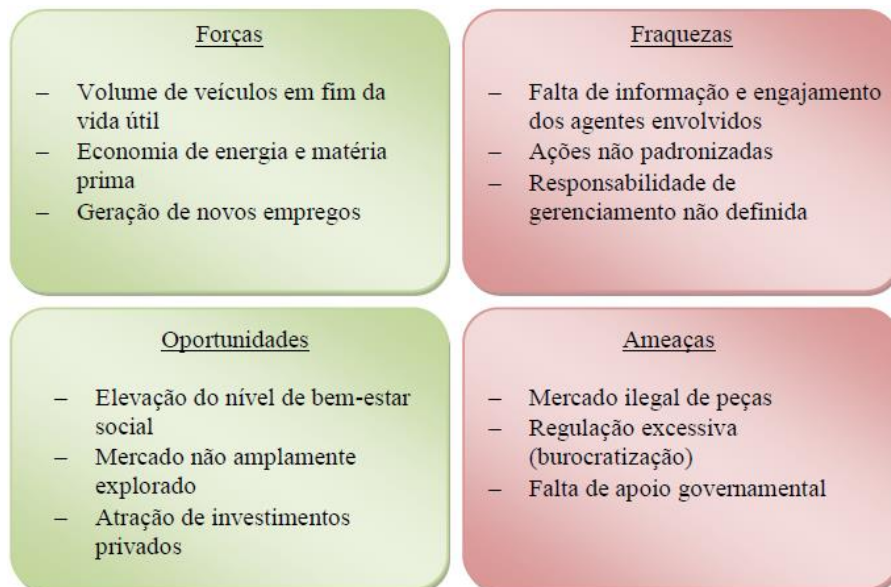 Forças
– Volume de veículos em fim da
vida útil
– Economia de energia e matéria
prima
– Geração de novos empregos
Fraquezas
– Falta de informação e engajamento
dos agentes envolvidos
– Ações não padronizadas
– Responsabilidade de
gerenciamento não definida
Oportunidades
– Elevação do nível de bem-estar
social
– Mercado não amplamente
explorado
– Atração de investimentos
privados
Ameaças
– Mercado ilegal de peças
– Regulação excessiva
(burocratização)
– Falta de apoio governamental